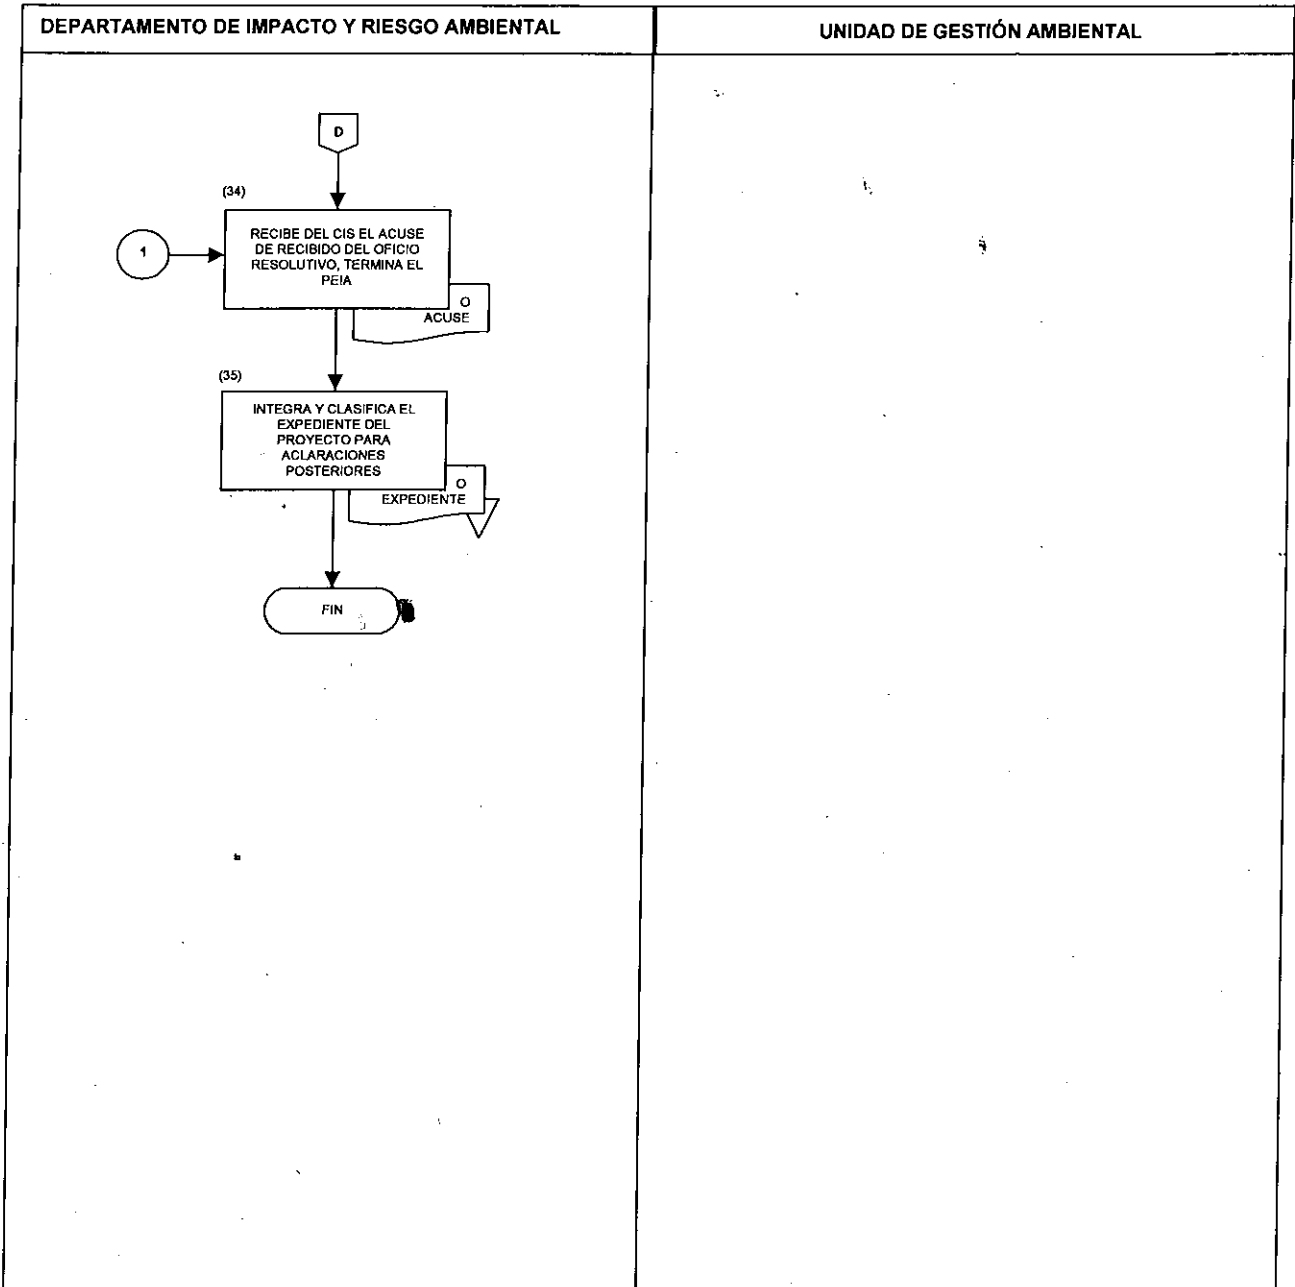 DEPARTAMENTO DE IMPACTO Y RIESGO AMBIENTAL
UNIDAD DE GESTIÓN AMBIENTAL
D
(34)
1
RECIBE DEL CIS EL ACUSE
DE RECIBIDO DEL OFICIO
RESOLUTIVO, TERMINA EL
PEIA
O
ACUSE
(35)
INTEGRA Y CLASIFICA EL
EXPEDIENTE DEL
PROYECTO PARA
ACLARACIONES
POSTERIORES
O
EXPEDIENTE
FIN